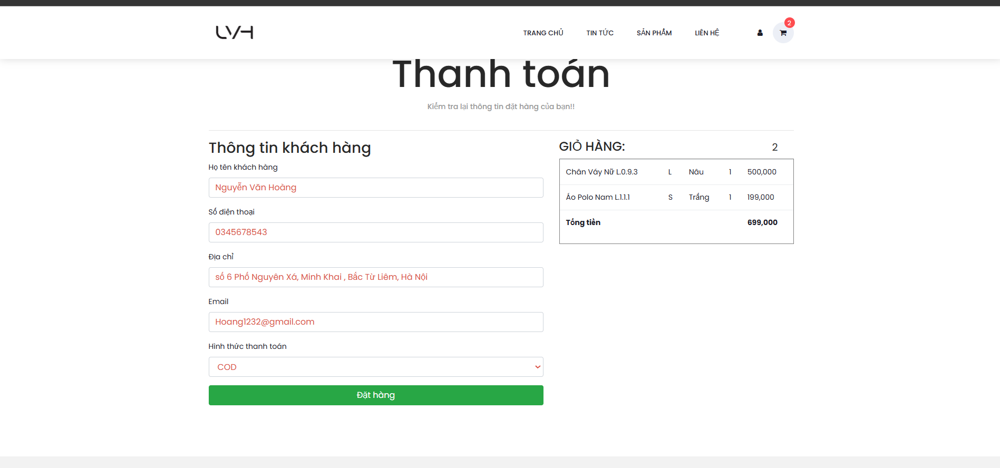 LVH
TRANG CHỦ TIN TỨC SẢN PHẨM LIÊN HỆ 2
Thanh toán
Kiểm tra lại thông tin đặt hàng của bạn!!
Thông tin khách hàng
Họ tên khách hàng
Nguyễn Văn Hoàng
Số điện thoại
0345678543
Địa chỉ
số 6 Phố Nguyên Xá, Minh Khai , Bắc Từ Liêm, Hà Nội
Email
Hoang1232@gmail.com
Hình thức thanh toán
COD
Đặt hàng
GIỎ HÀNG: 2
Chân Váy Nữ L.0.9.3 L Nâu 1 500,000
Áo Polo Nam L.1.1.1 S Trắng 1 199,000
Tổng tiền 699,000